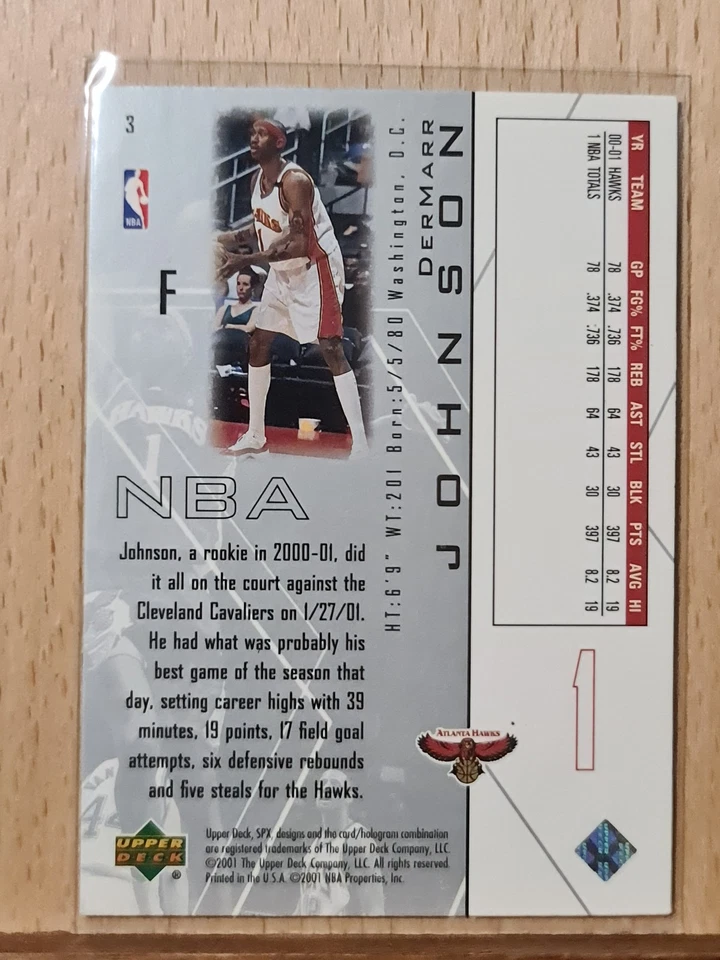 3
NBA
F
DERMARR
JOHNSON
HT:6'9" WT:201 Born:5/5/80 Washington, D.C.
NBA
Johnson, a rookie in 2000-01, did
it all on the court against the
Cleveland Cavaliers on 1/27/01.
He had what was probably his
best game of the season that
day, setting career highs with 39
minutes, 19 points, 17 field goal
attempts, six defensive rebounds
and five steals for the Hawks.
YR TEAM GP FG% FT% REB AST STL BLK PTS AVG HI
00-01 HAWKS 78 .374 .736 178 64 43 30 397 8.2 19
1 NBA TOTALS 78 .374 .736 178 64 43 30 397 8.2 19
1
ATLANTA HAWKS
UPPER
DECK
®
Upper Deck, SPX, designs and the card/hologram combination
are registered trademarks of The Upper Deck Company, LLC.
©2001 The Upper Deck Company, LLC. All rights reserved.
Printed in the U.S.A. ©2001 NBA Properties, Inc.
HAWKS
1